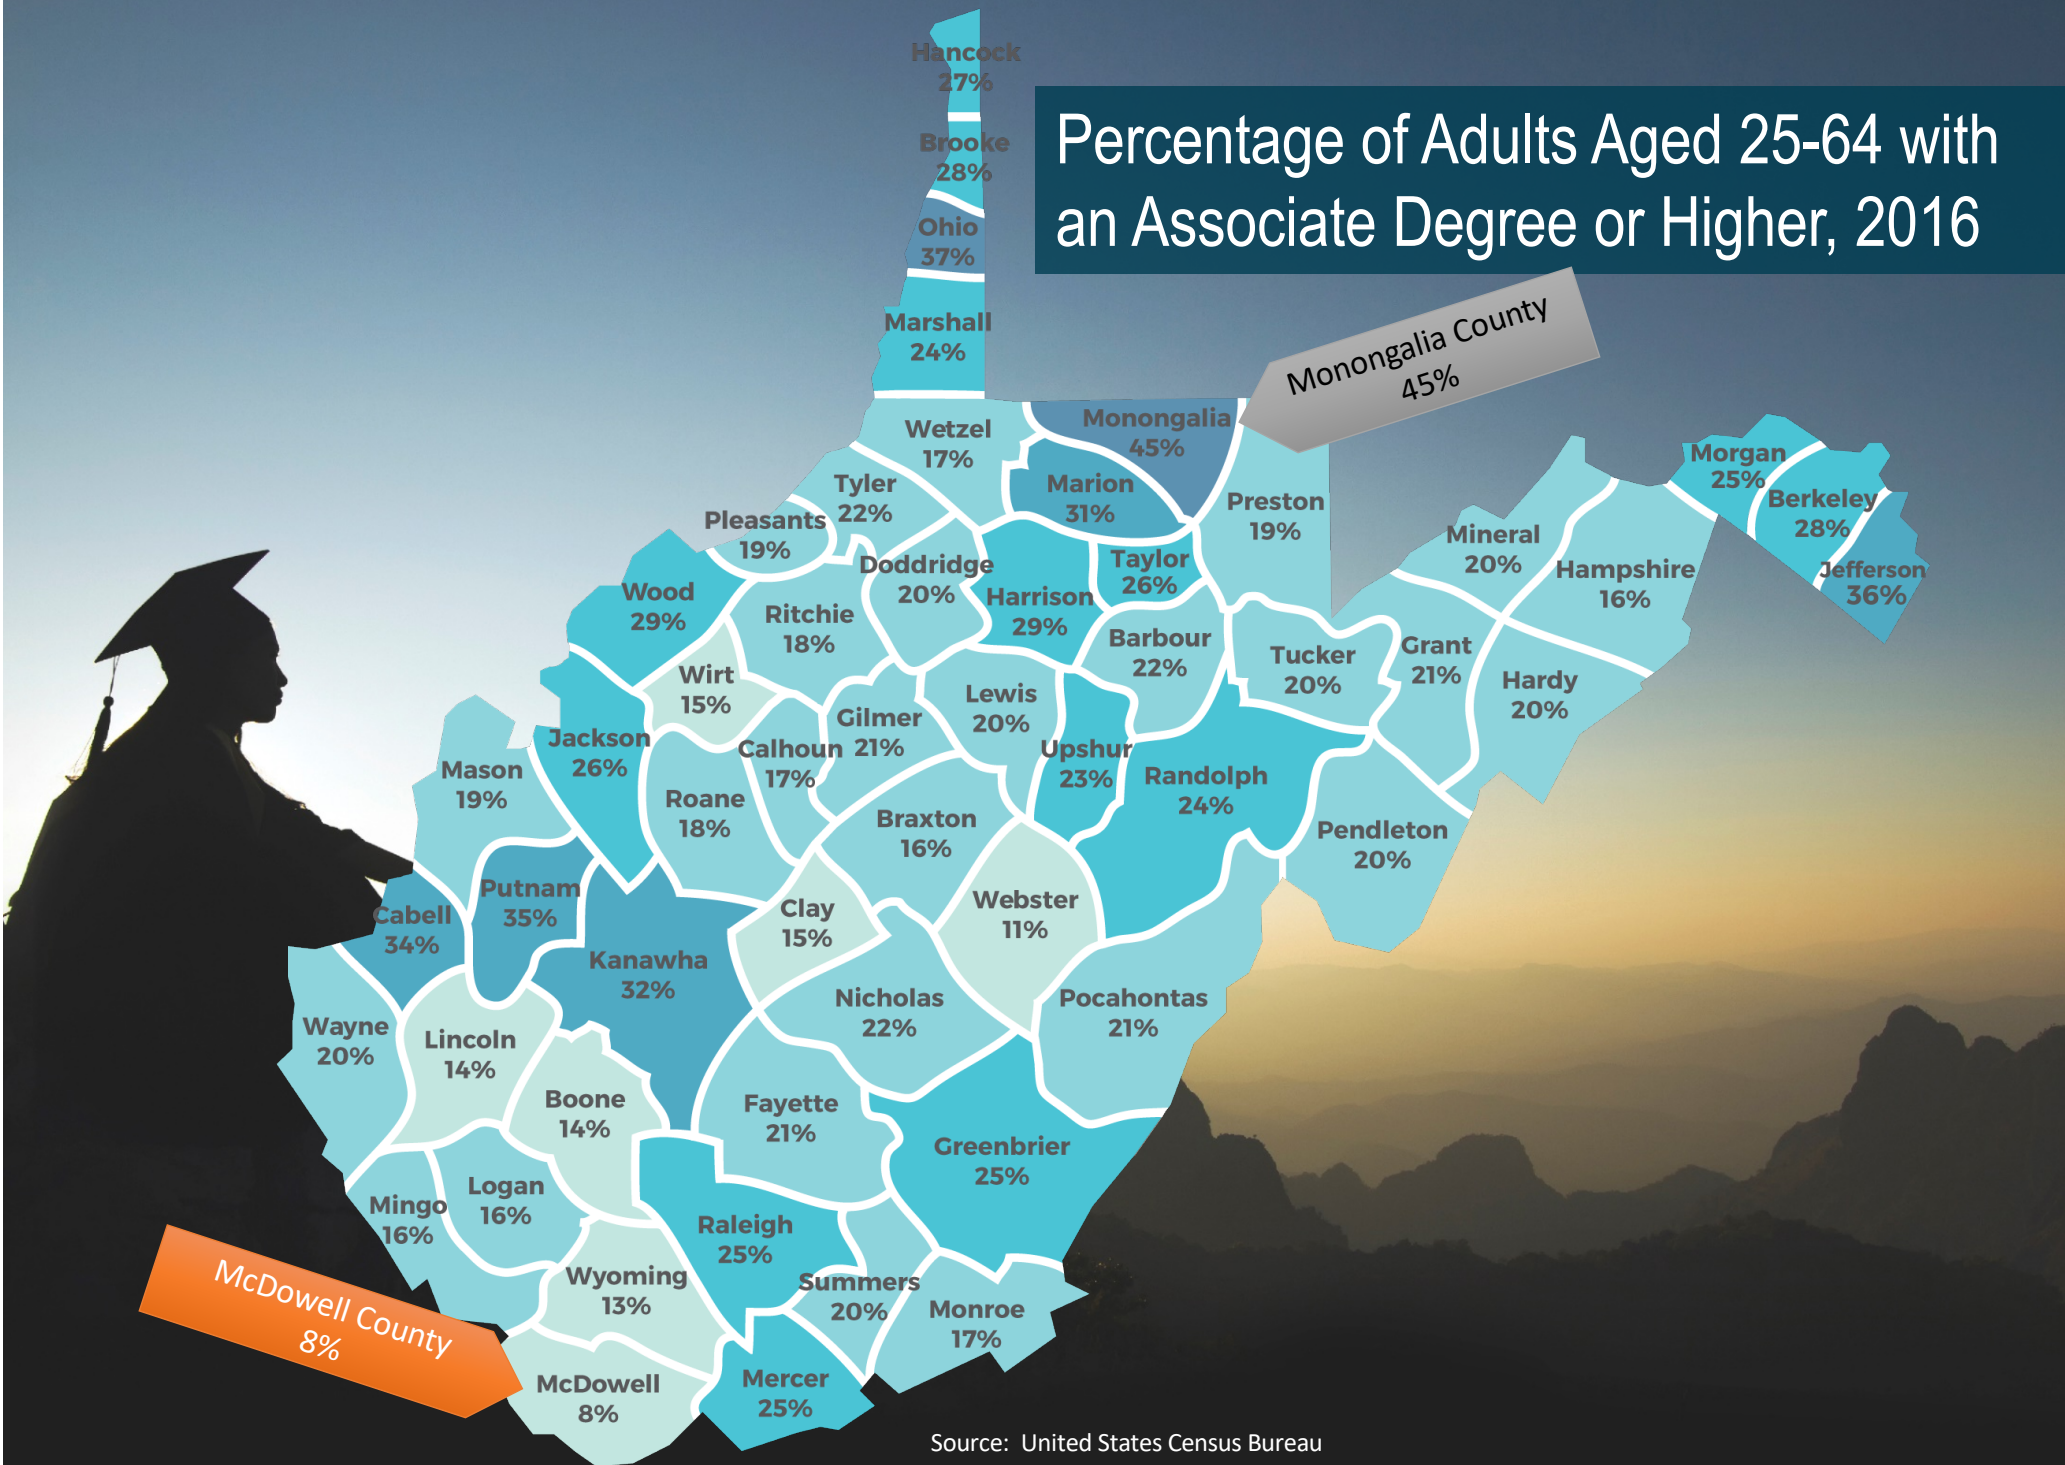 Percentage of Adults Aged 25-64 with
an Associate Degree or Higher, 2016
Hancock
27%
Brooke
28%
Ohio
37%
Marshall
24%
Monongalia County
45%
Wetzel
17%
Monongalia
45%
Marion
31%
Tyler
22%
Pleasants
19%
Preston
19%
Morgan
25%
Berkeley
28%
Jefferson
36%
Mineral
20%
Hampshire
16%
Wood
29%
Doddridge
20%
Harrison
29%
Taylor
26%
Ritchie
18%
Barbour
22%
Tucker
20%
Grant
21%
Hardy
20%
Wirt
15%
Lewis
20%
Gilmer
21%
Calhoun
17%
Jackson
26%
Upshur
23%
Randolph
24%
Mason
19%
Roane
18%
Braxton
16%
Pendleton
20%
Putnam
35%
Cabell
34%
Clay
15%
Webster
11%
Kanawha
32%
Nicholas
22%
Pocahontas
21%
Wayne
20%
Lincoln
14%
Boone
14%
Fayette
21%
Greenbrier
25%
Mingo
16%
Logan
16%
Raleigh
25%
Wyoming
13%
Summers
20%
Monroe
17%
McDowell County
8%
McDowell
8%
Mercer
25%
Source:  United States Census Bureau